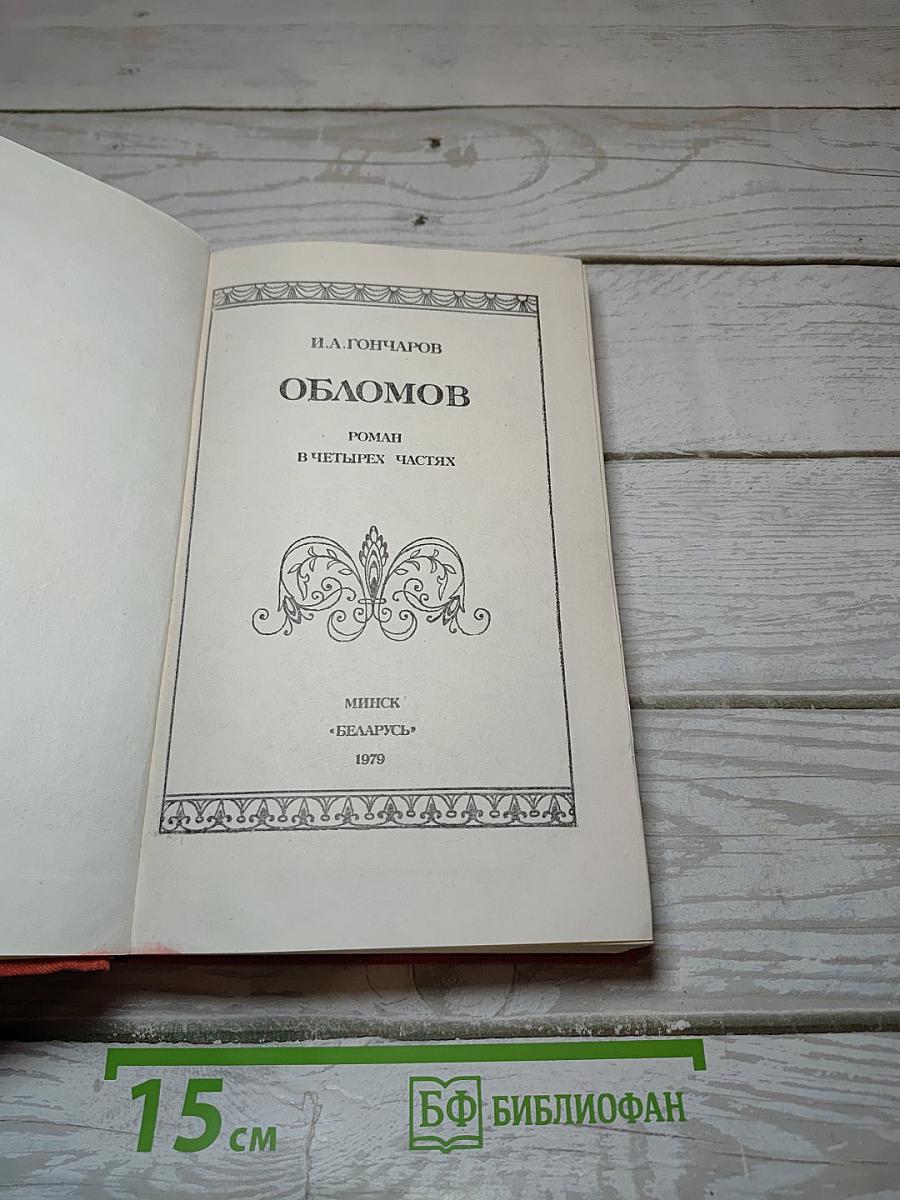 И.А.ГОНЧАРОВ
ОБЛОМОВ
РОМАН
В ЧЕТЫРЕХ ЧАСТЯХ
МИНСК
«БЕЛАРУСЬ»
1979
15 см
БФ БИБЛИОФАН